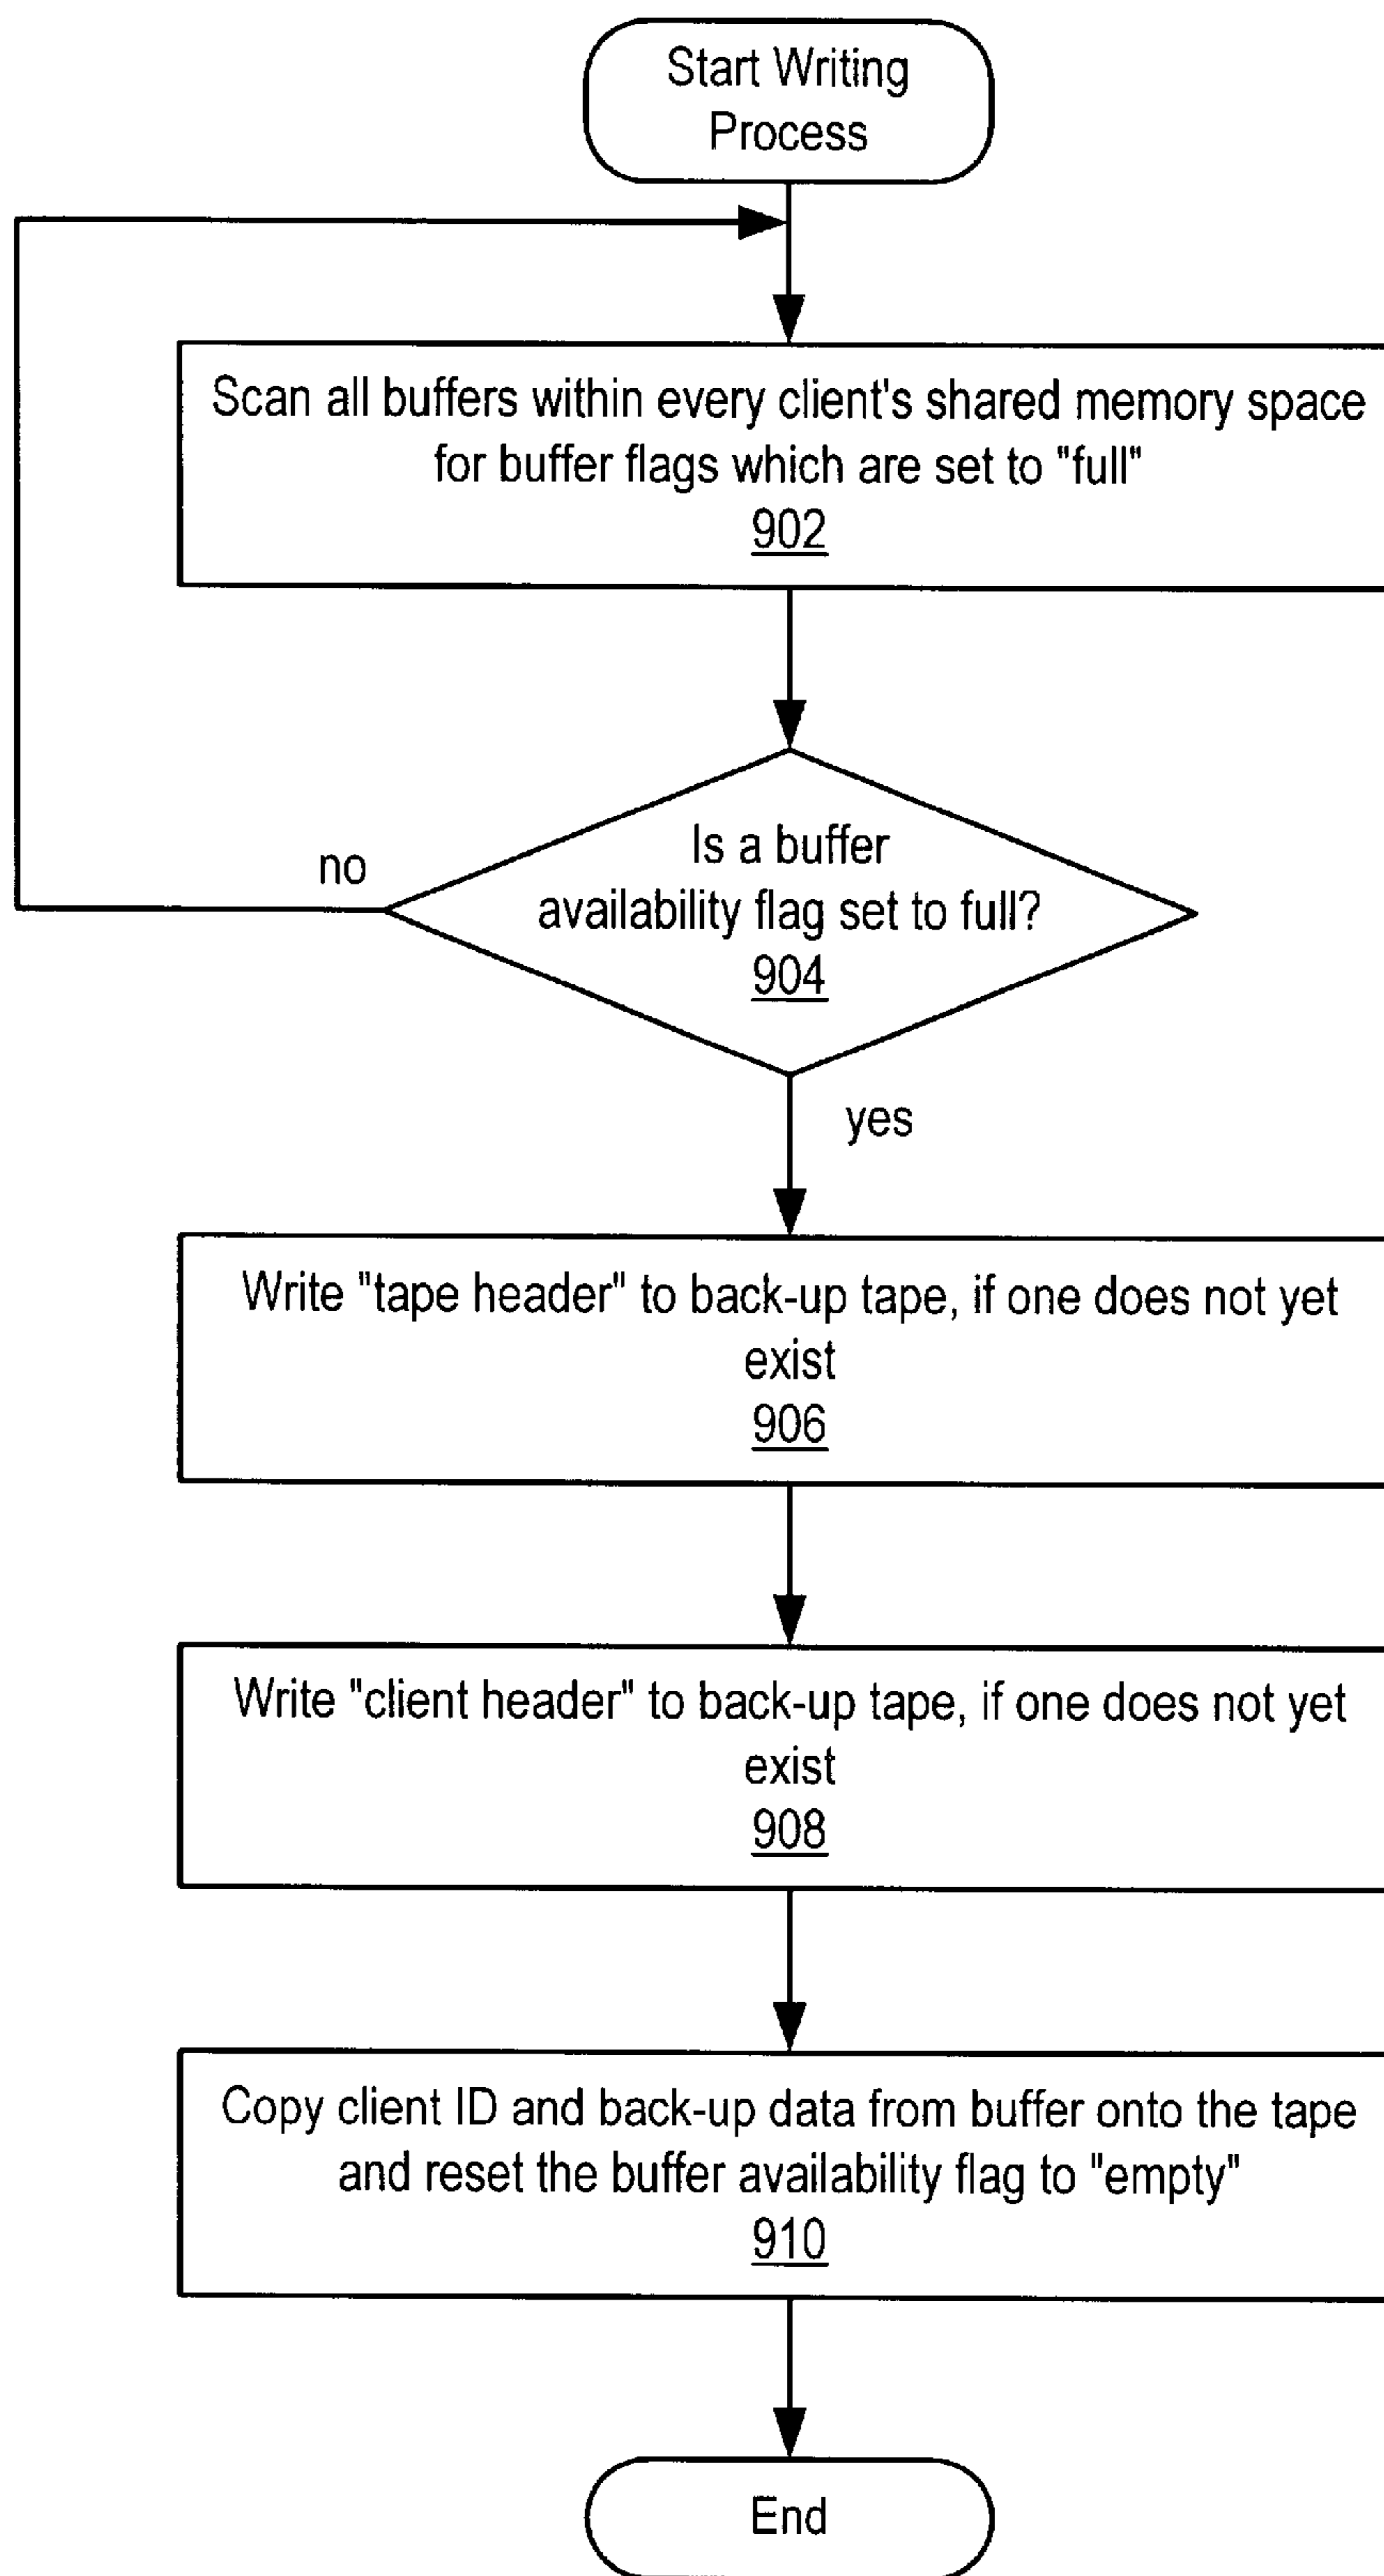 Start Writing
Process
Scan all buffers within every client's shared memory space
for buffer flags which are set to "full"
902
Is a buffer
availability flag set to full?
904
no
yes
Write "tape header" to back-up tape, if one does not yet
exist
906
Write "client header" to back-up tape, if one does not yet
exist
908
Copy client ID and back-up data from buffer onto the tape
and reset the buffer availability flag to "empty"
910
End